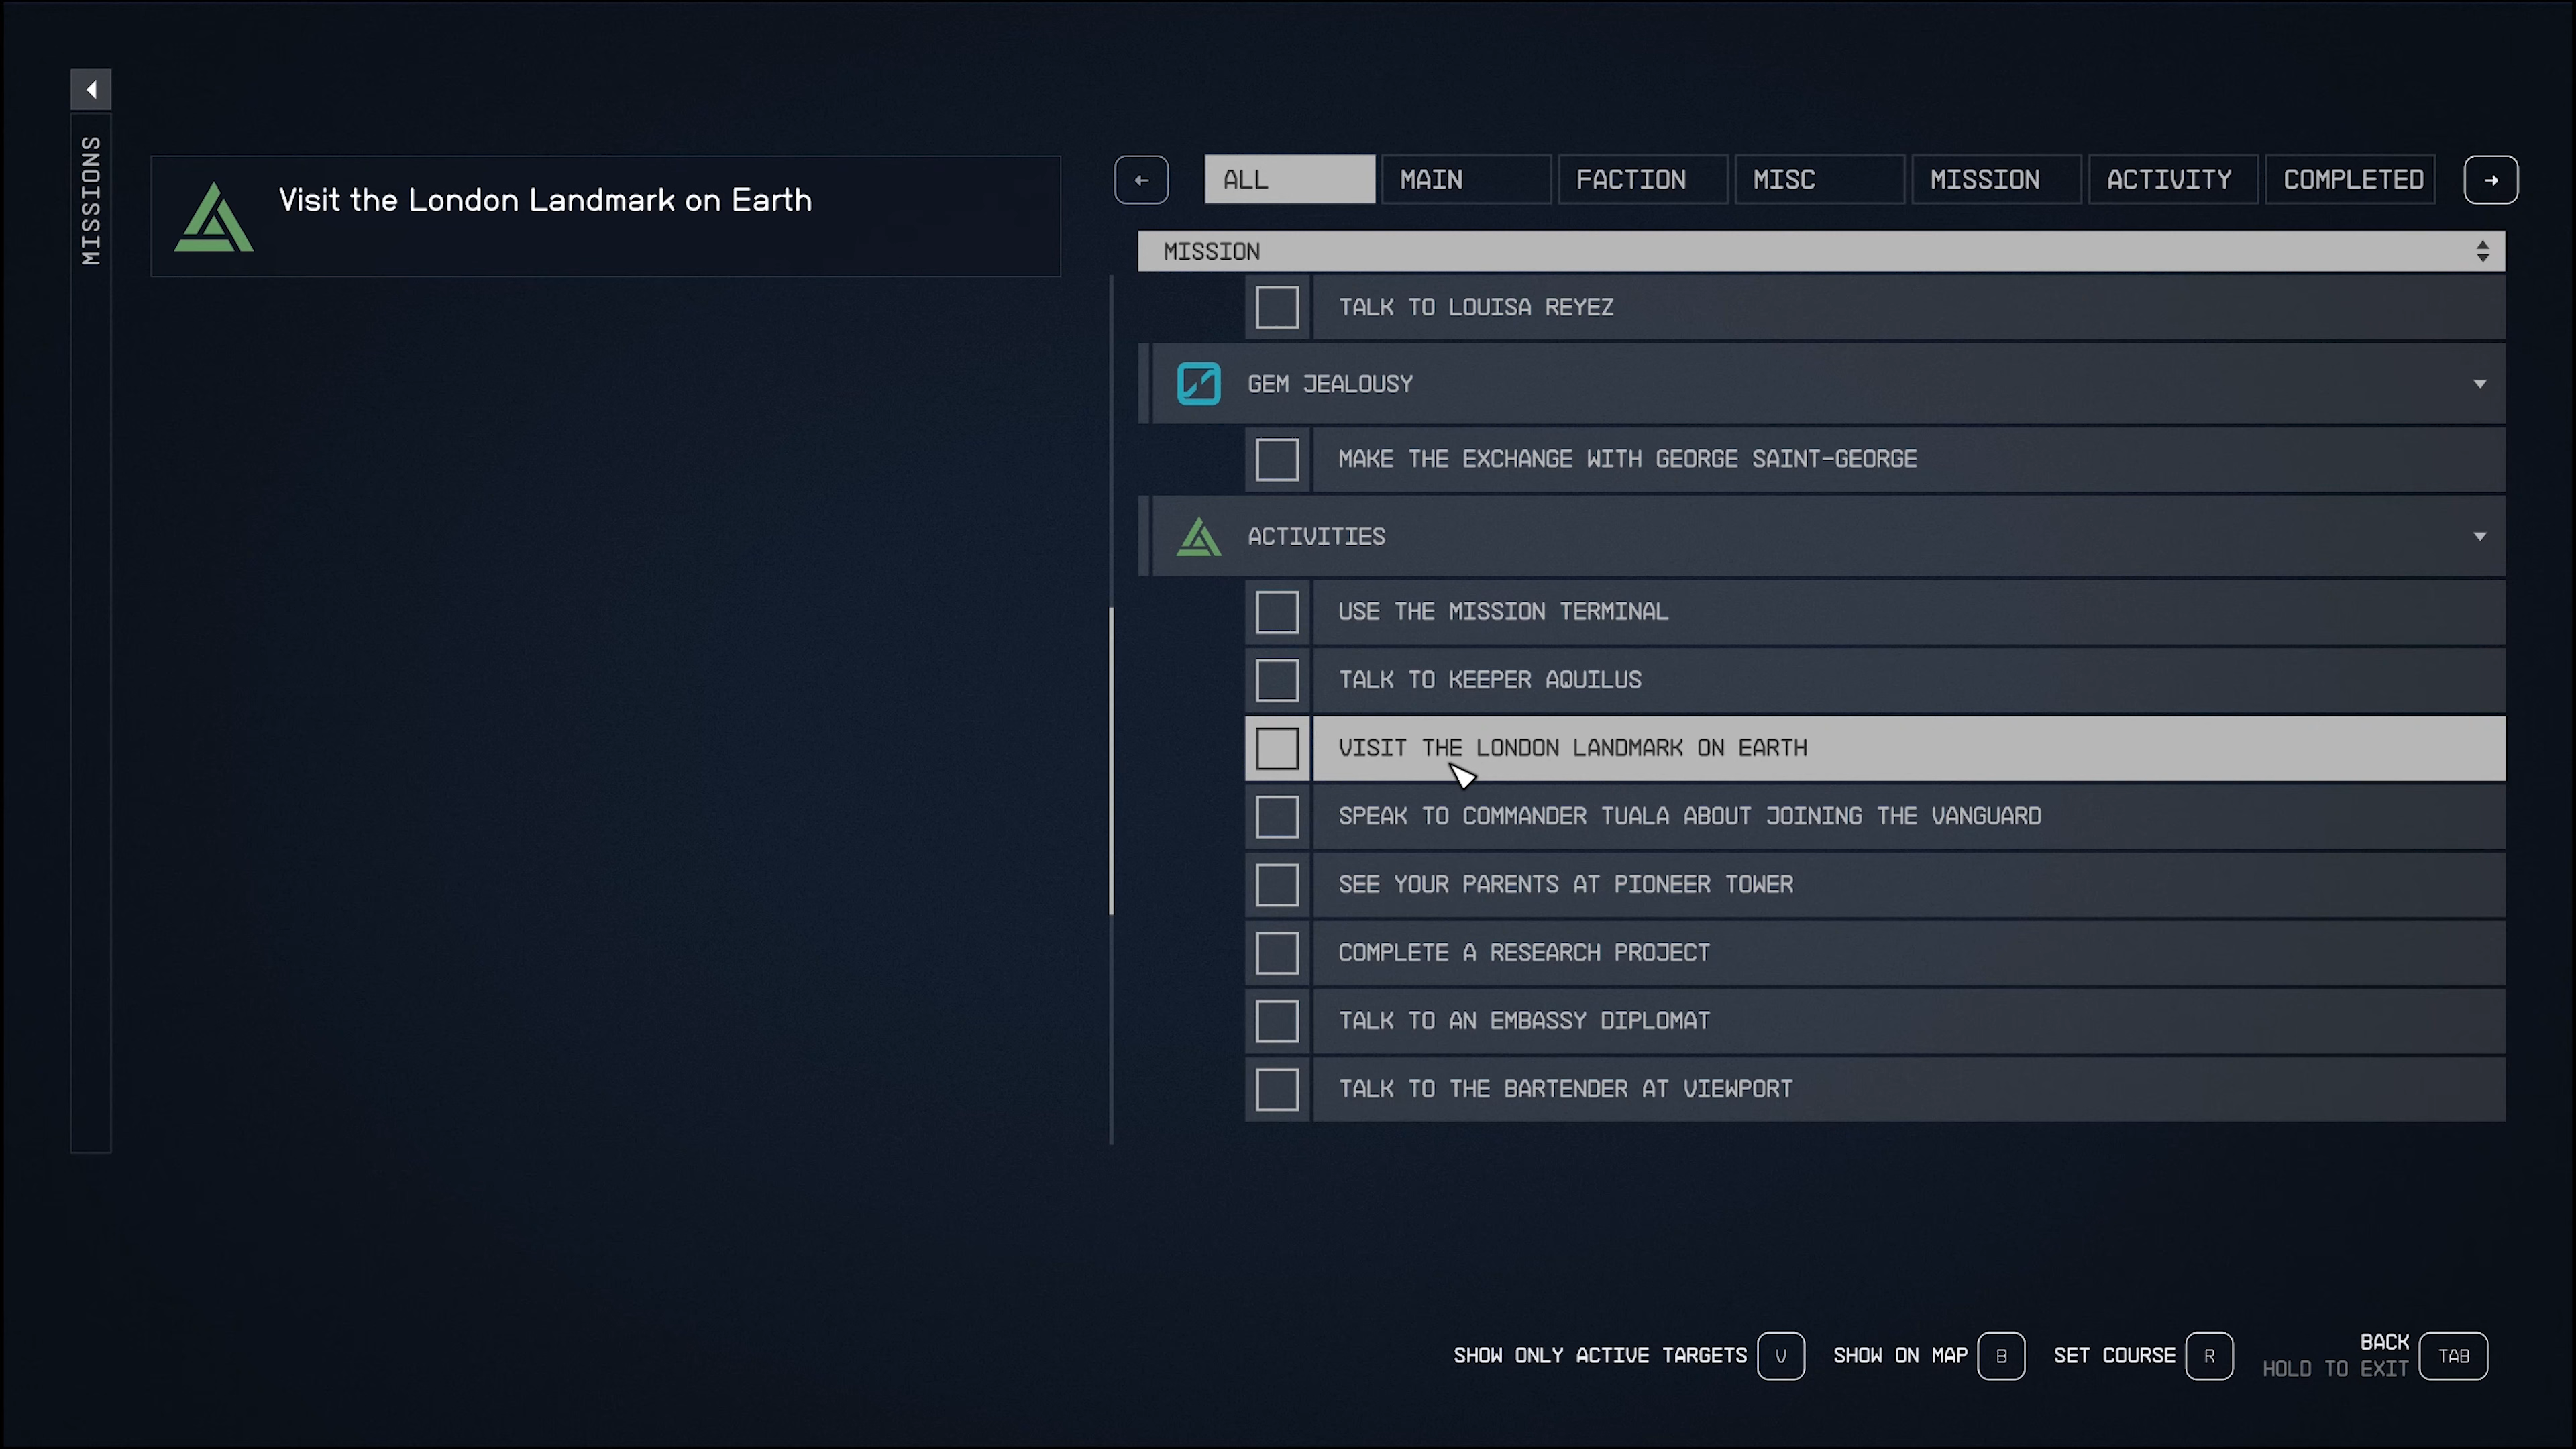 MISSIONS
Visit the London Landmark on Earth
ALL MAIN FACTION MISC MISSION ACTIVITY COMPLETED
MISSION
TALK TO LOUISA REYEZ
GEM JEALOUSY
MAKE THE EXCHANGE WITH GEORGE SAINT-GEORGE
ACTIVITIES
USE THE MISSION TERMINAL
TALK TO KEEPER AQUILUS
VISIT THE LONDON LANDMARK ON EARTH
SPEAK TO COMMANDER TUALA ABOUT JOINING THE VANGUARD
SEE YOUR PARENTS AT PIONEER TOWER
COMPLETE A RESEARCH PROJECT
TALK TO AN EMBASSY DIPLOMAT
TALK TO THE BARTENDER AT VIEWPORT
SHOW ONLY ACTIVE TARGETS V SHOW ON MAP B SET COURSE R BACK TAB
HOLD TO EXIT